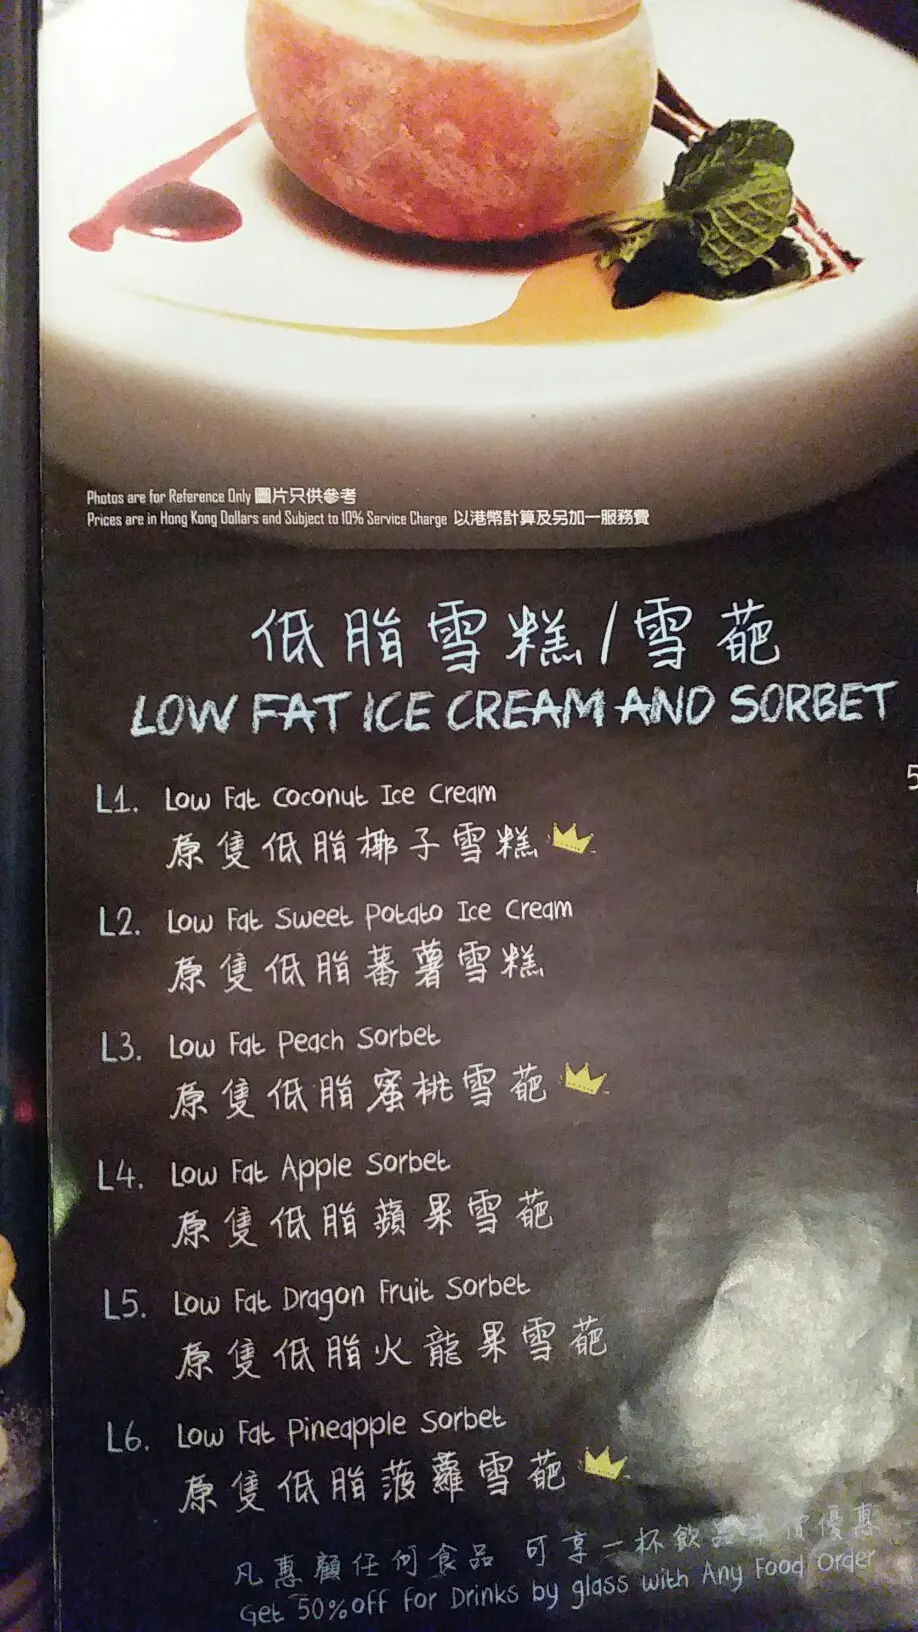 Photos are for Reference Only 圖片只供參考
Prices are in Hong Kong Dollars and Subject to 10% Service Charge 以港幣計算及另加一服務費
低脂雪糕/雪葩
LOW FAT ICE CREAM AND SORBET
L1. Low Fat Coconut Ice Cream
原隻低脂椰子雪糕
L2. Low Fat Sweet Potato Ice Cream
原隻低脂蕃薯雪糕
L3. Low Fat Peach Sorbet
原隻低脂蜜桃雪葩
L4. Low Fat Apple Sorbet
原隻低脂蘋果雪葩
L5. Low Fat Dragon Fruit Sorbet
原隻低脂火龍果雪葩
L6. Low Fat Pineapple Sorbet
原隻低脂菠蘿雪葩
凡惠顧任何食品 可享一杯飲品半價優惠
Get 50%off for Drinks by glass with Any Food Order